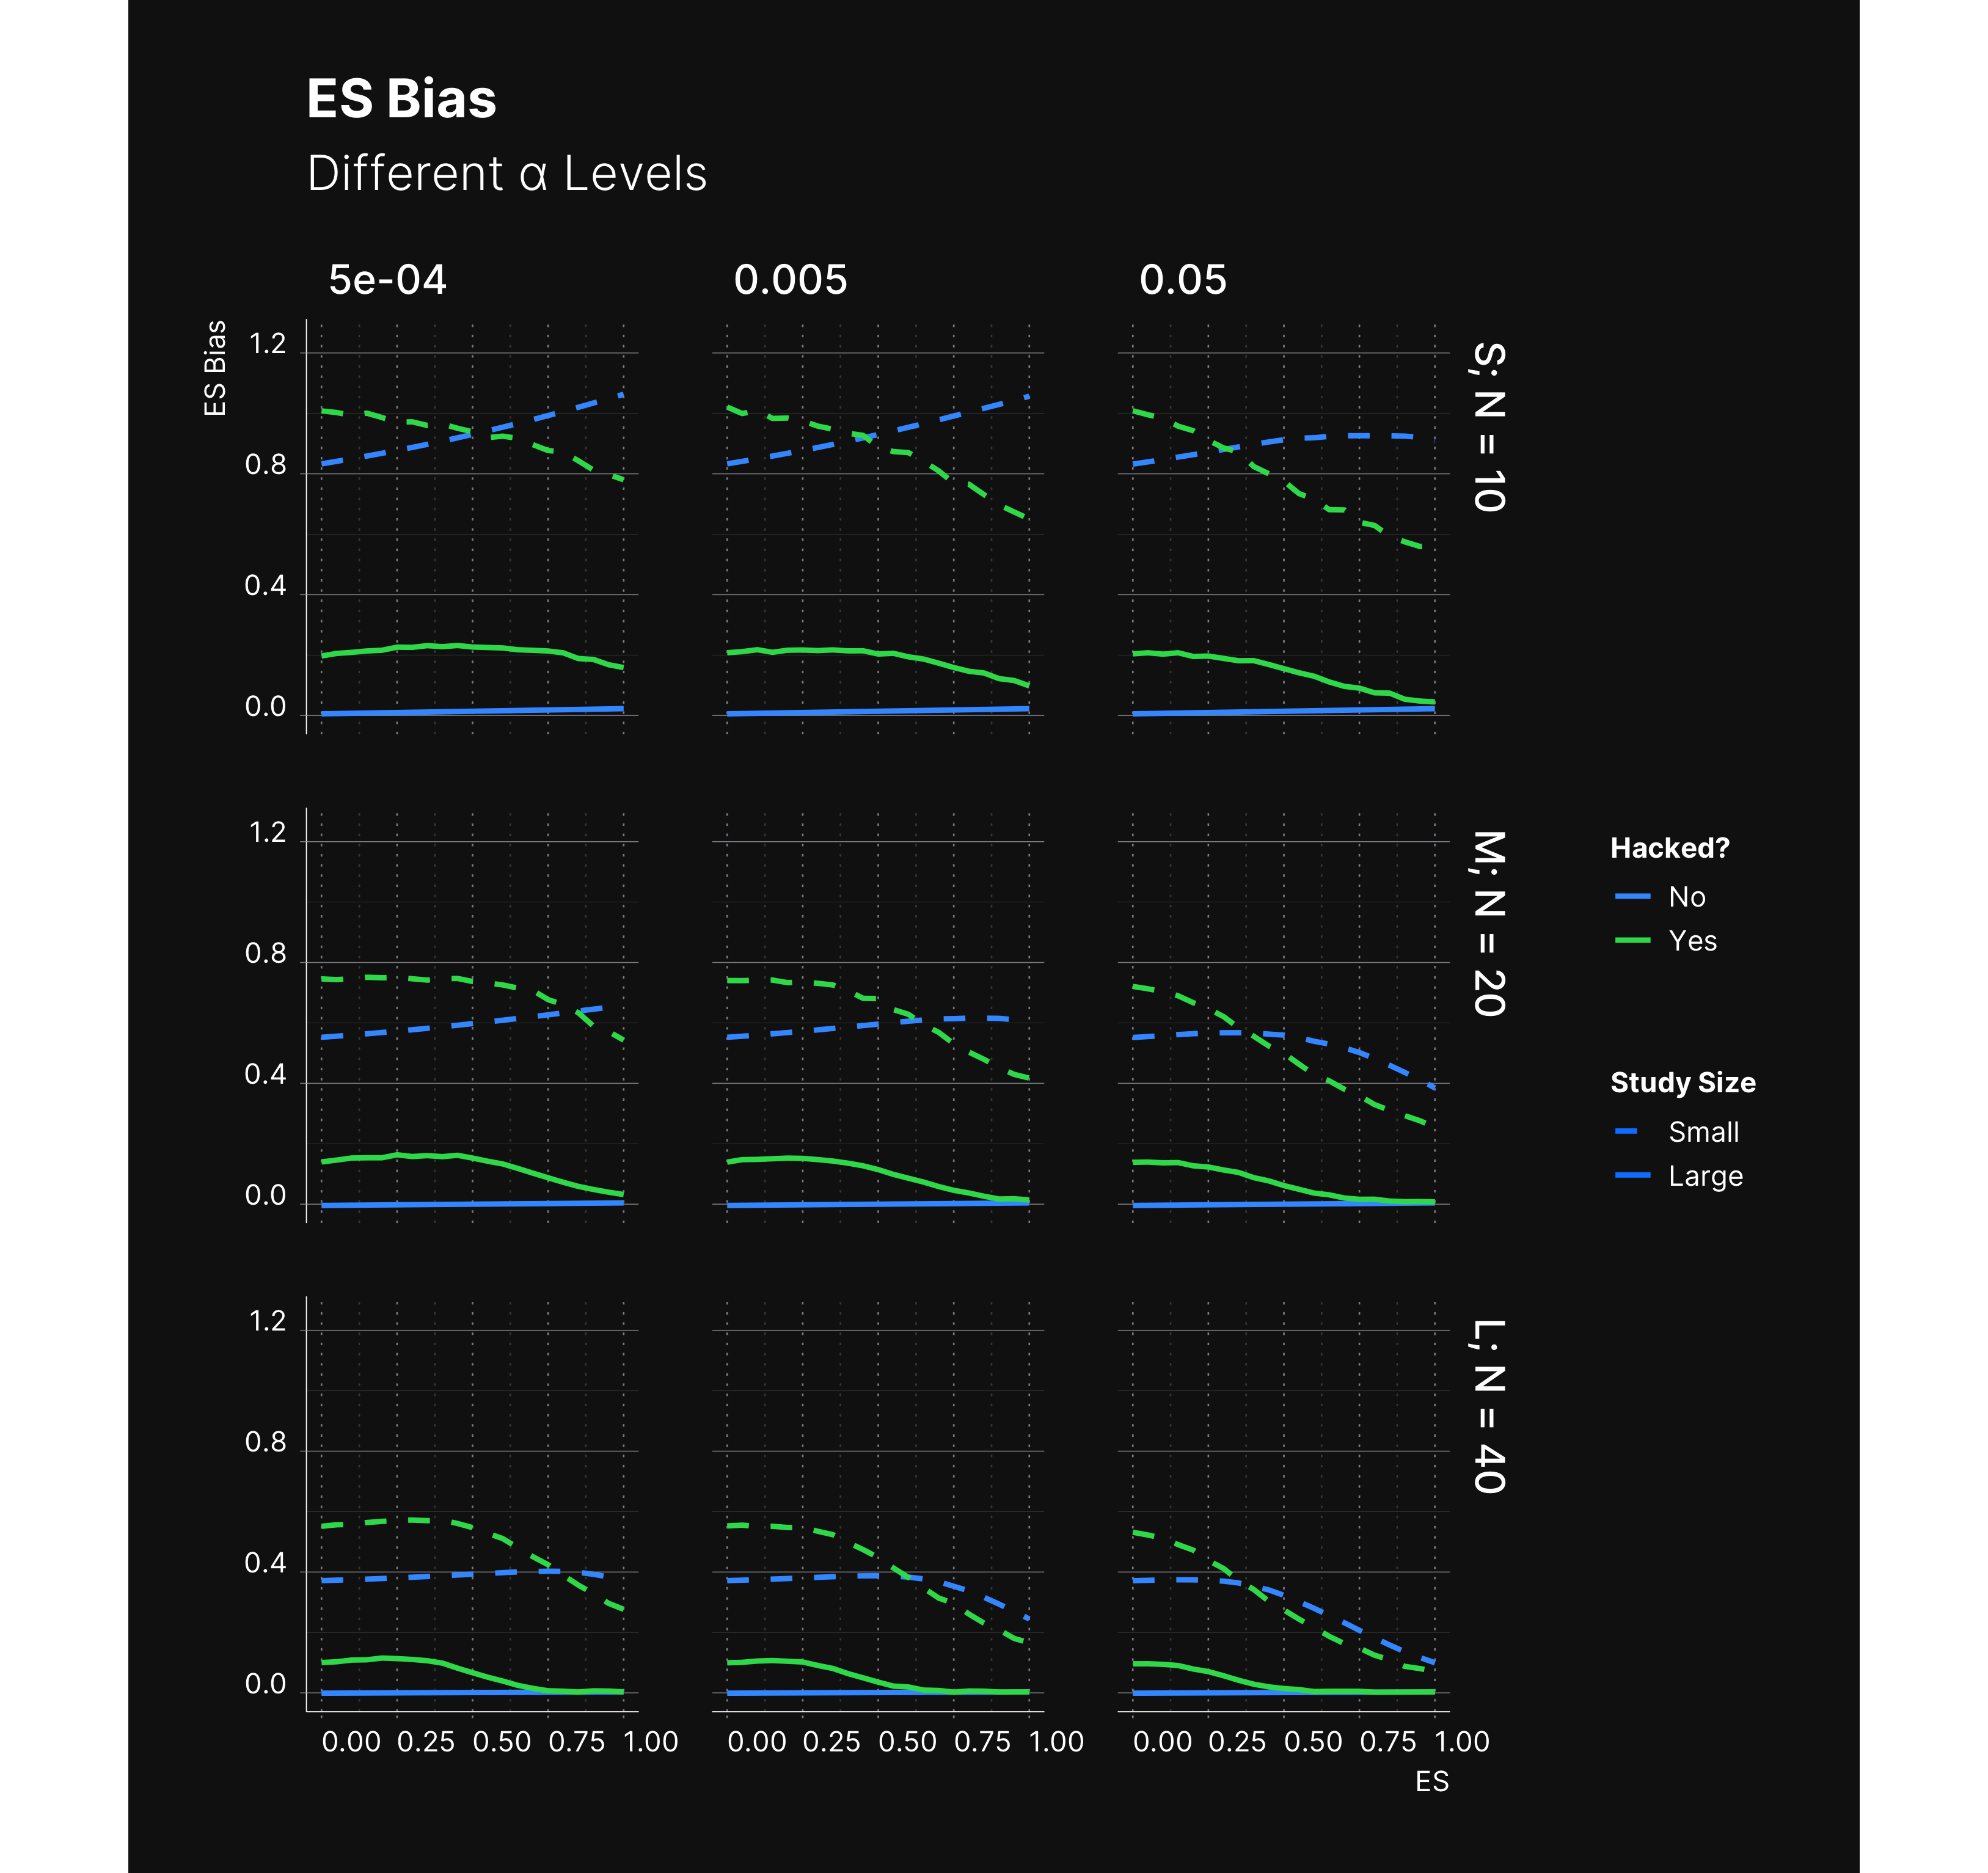 ES Bias
Different α Levels
5e-04
0.005
0.05
ES Bias
1.2
0.8
0.4
0.0
S; N = 10
1.2
0.8
0.4
0.0
M; N = 20
Hacked?
No
Yes
Study Size
Small
Large
1.2
0.8
0.4
0.0
L; N = 40
0.00 0.25 0.50 0.75 1.00
0.00 0.25 0.50 0.75 1.00
0.00 0.25 0.50 0.75 1.00
ES